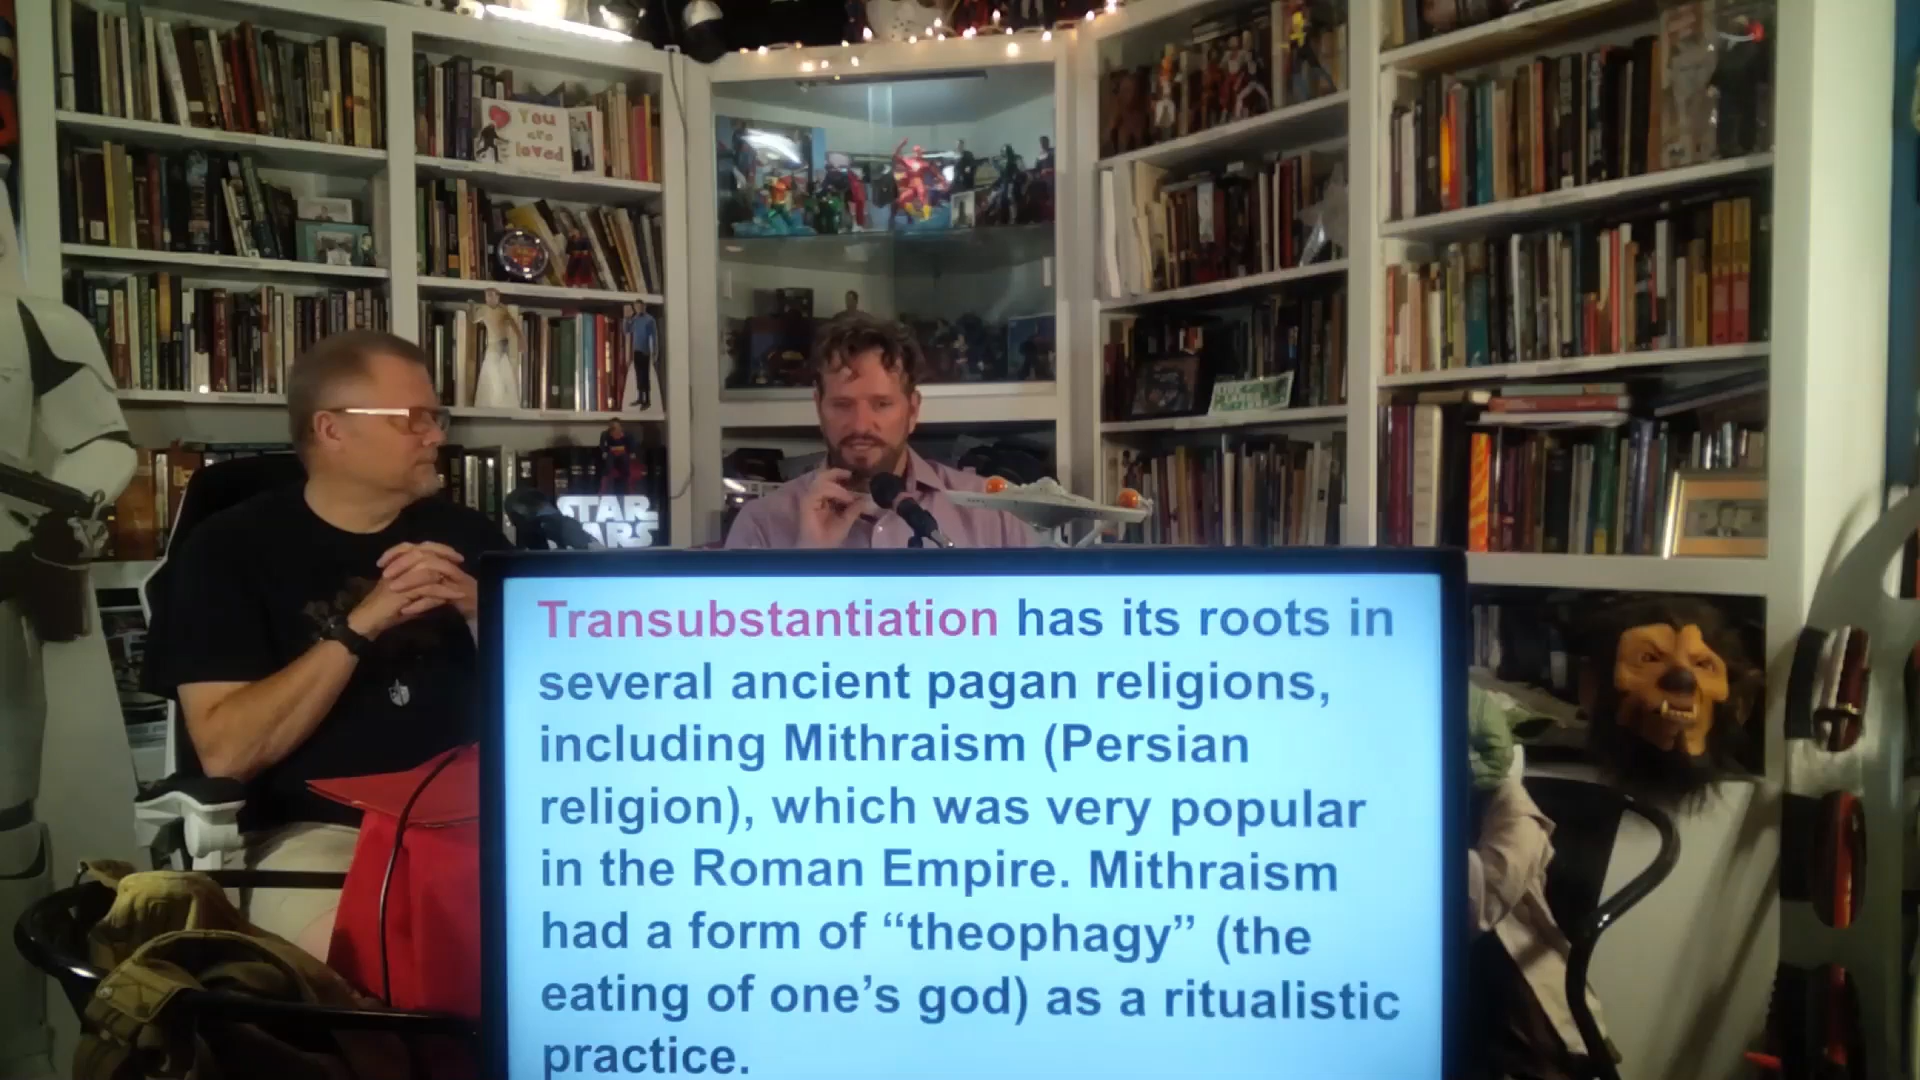 You
are
loved
STAR
WARS
Transubstantiation has its roots in
several ancient pagan religions,
including Mithraism (Persian
religion), which was very popular
in the Roman Empire. Mithraism
had a form of “theophagy” (the
eating of one’s god) as a ritualistic
practice.